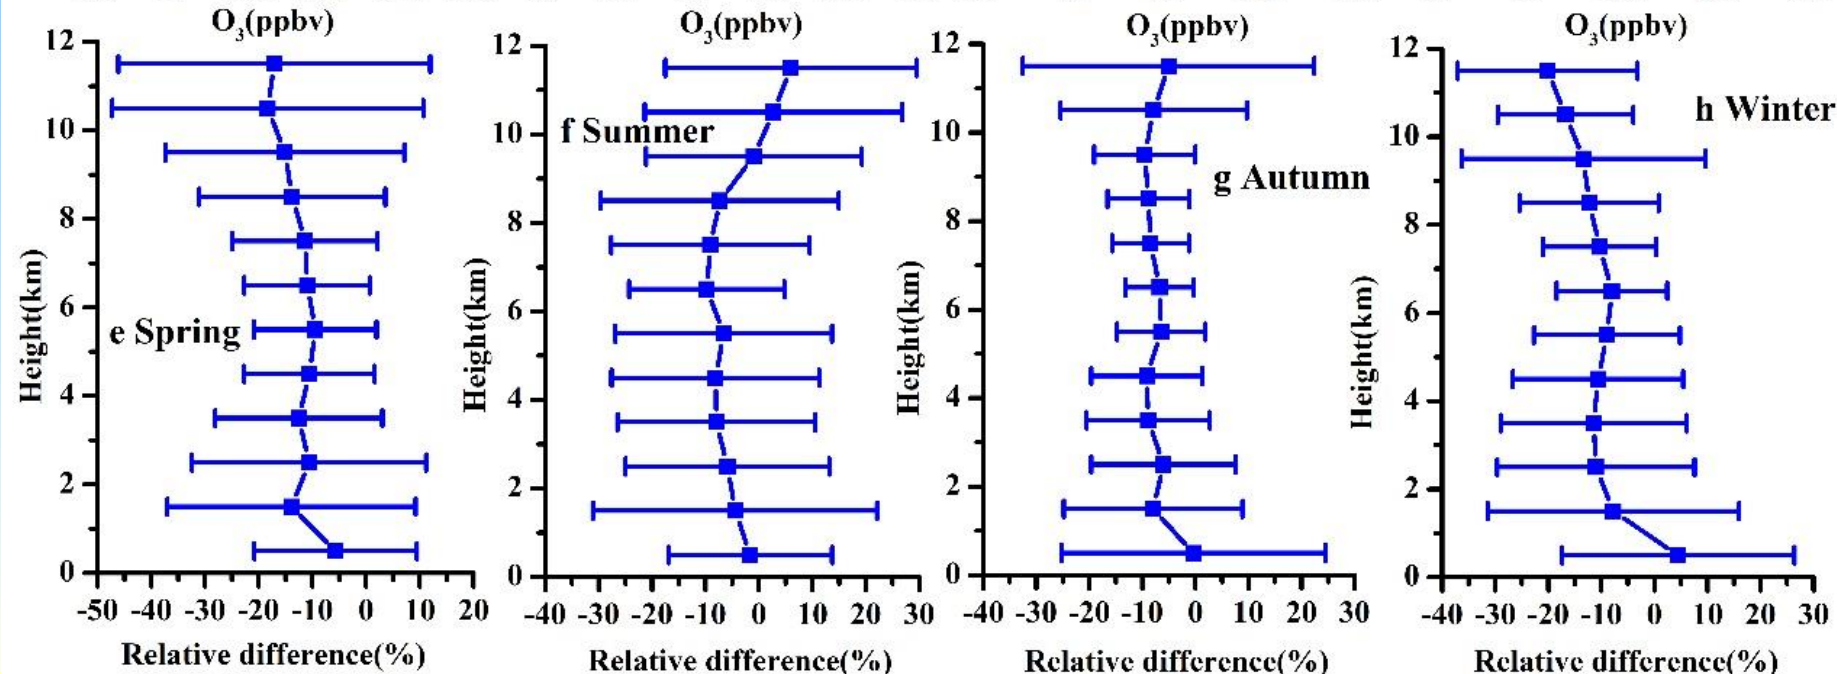 O3(ppbv) O3(ppbv) O3(ppbv) O3(ppbv)
12
10
8
6
4
2
0
Height(km)
e Spring
-50 -40 -30 -20 -10 0 10 20
Relative difference(%)
12
10
8
6
4
2
0
Height(km)
f Summer
-40 -30 -20 -10 0 10 20 30
Relative difference(%)
12
10
8
6
4
2
0
Height(km)
g Autumn
-40 -30 -20 -10 0 10 20 30
Relative difference(%)
12
10
8
6
4
2
0
Height(km)
h Winter
-40 -30 -20 -10 0 10 20 30
Relative difference(%)